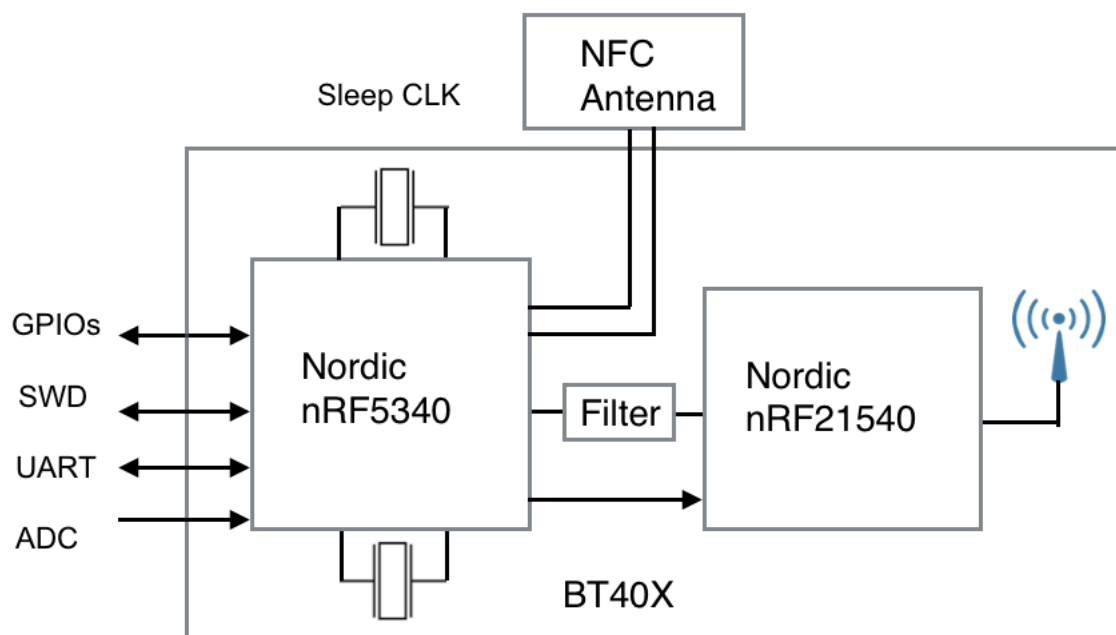 NFC
Antenna
Sleep CLK
GPIOs
SWD
UART
ADC
Nordic
nRF5340
Filter
Nordic
nRF21540
BT40X